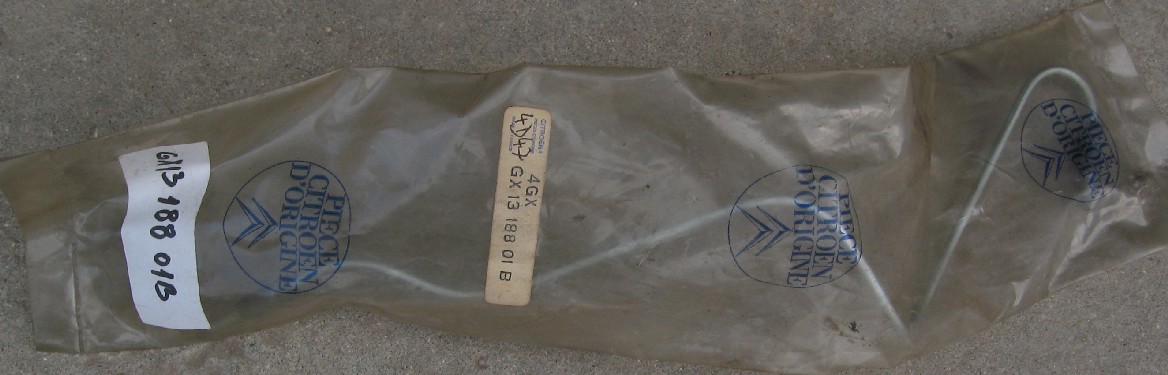 GX13 188 01B
PIECE
CITROEN
D'ORIGINE
CITROEN
4GX
GX 13 188 01 B
PIECE
CITROEN
D'ORIGINE
PIECE
CITROEN
D'ORIGINE